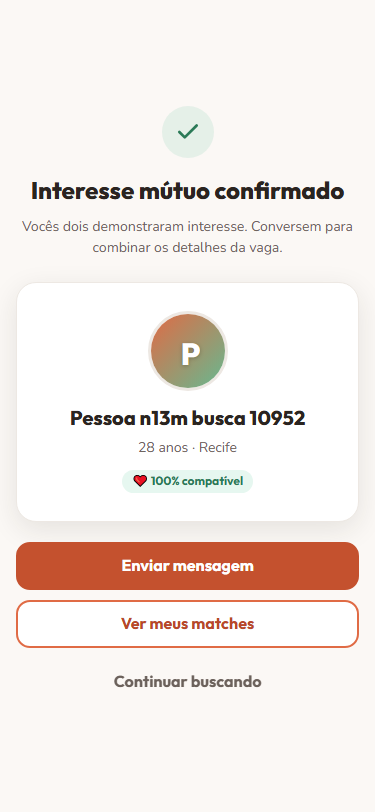 Interesse mútuo confirmado
Vocês dois demonstraram interesse. Conversem para
combinar os detalhes da vaga.
P
Pessoa n13m busca 10952
28 anos · Recife
100% compatível
Enviar mensagem
Ver meus matches
Continuar buscando